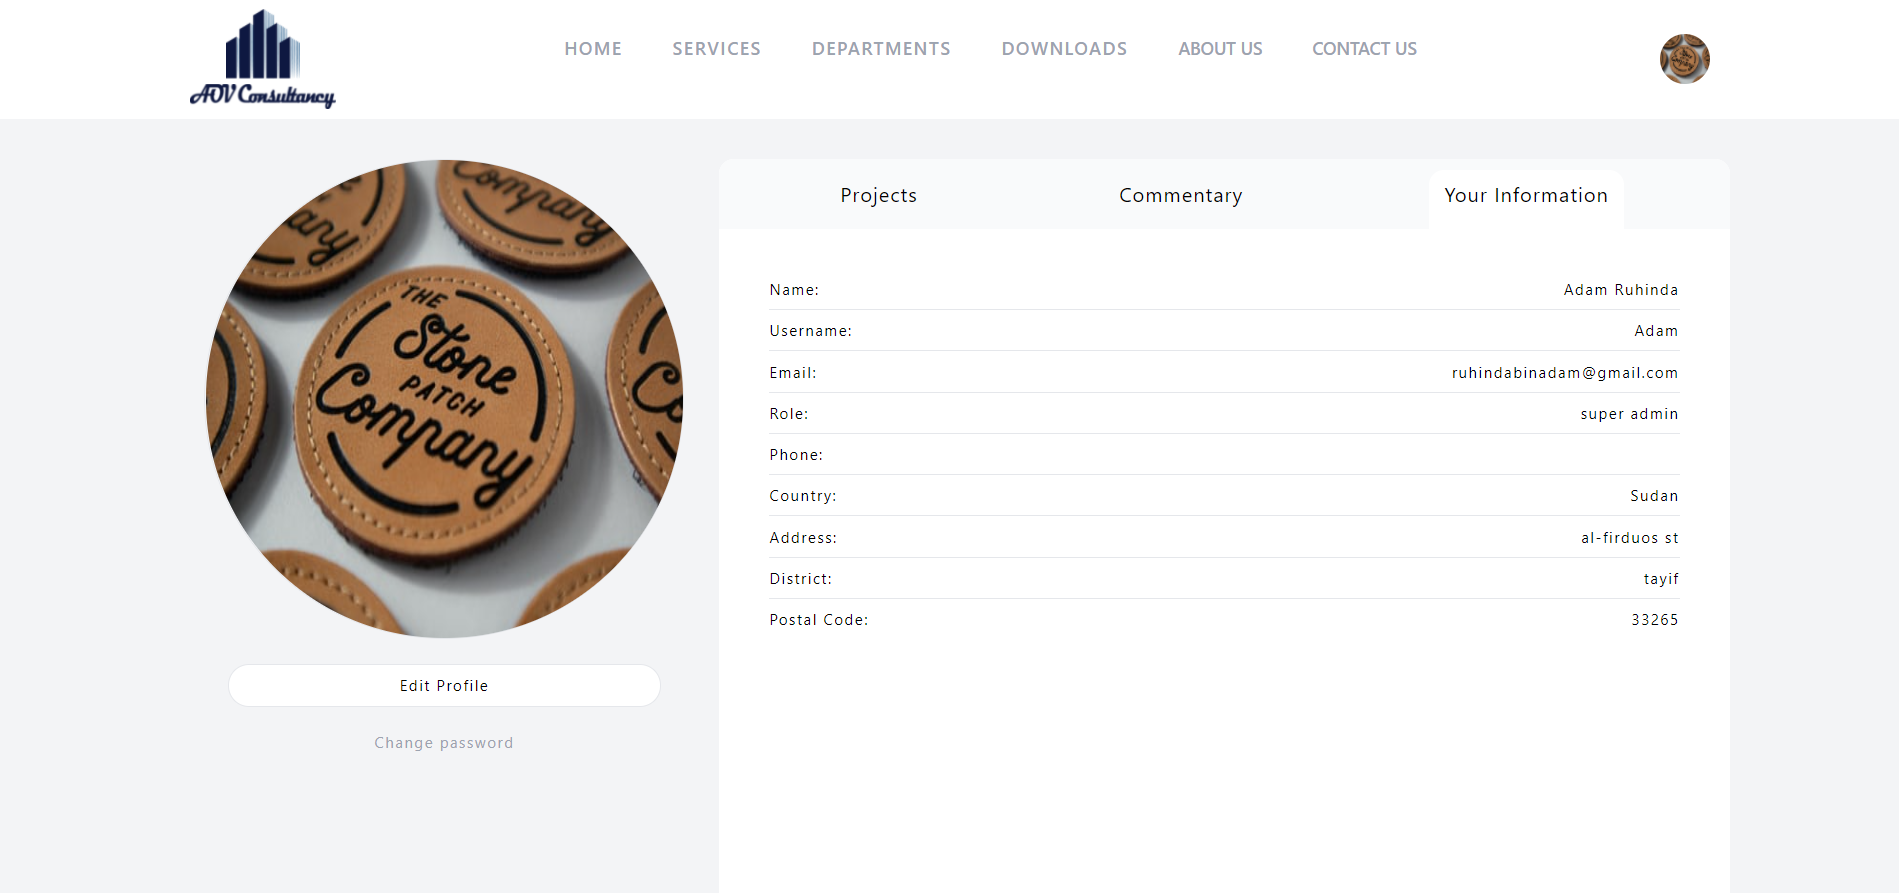 AOV Consultancy
HOME SERVICES DEPARTMENTS DOWNLOADS ABOUT US CONTACT US
Company
any
THE
Stone
PATCH
Company
Co
Edit Profile
Change password
Projects Commentary Your Information
Name: Adam Ruhinda
Username: Adam
Email: ruhindabinadam@gmail.com
Role: super admin
Phone:
Country: Sudan
Address: al-firduos st
District: tayif
Postal Code: 33265